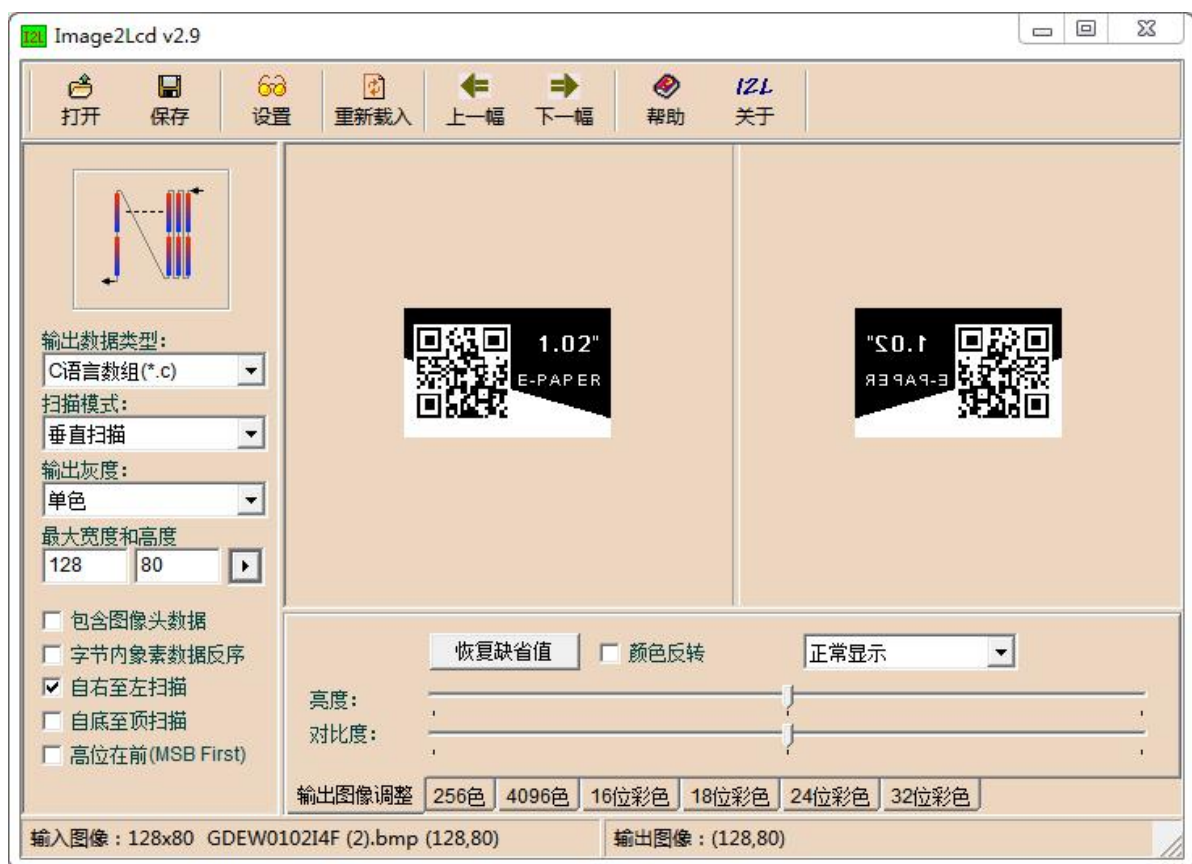 I2L Image2Lcd v2.9
打开 保存 设置 重新载入 上一幅 下一幅 帮助 I2L 关于
输出数据类型：
C语言数组(*.c)
扫描模式：
垂直扫描
输出灰度：
单色
最大宽度和高度
128 80
包含图像头数据
字节内象素数据反序
自右至左扫描
自底至顶扫描
高位在前(MSB First)
1.02"
E-PAPER
1.02"
E-PAPER
恢复缺省值 颜色反转 正常显示
亮度：
对比度：
输出图像调整 256色 4096色 16位彩色 18位彩色 24位彩色 32位彩色
输入图像：128x80 GDEW0102I4F (2).bmp (128,80) 输出图像：(128,80)